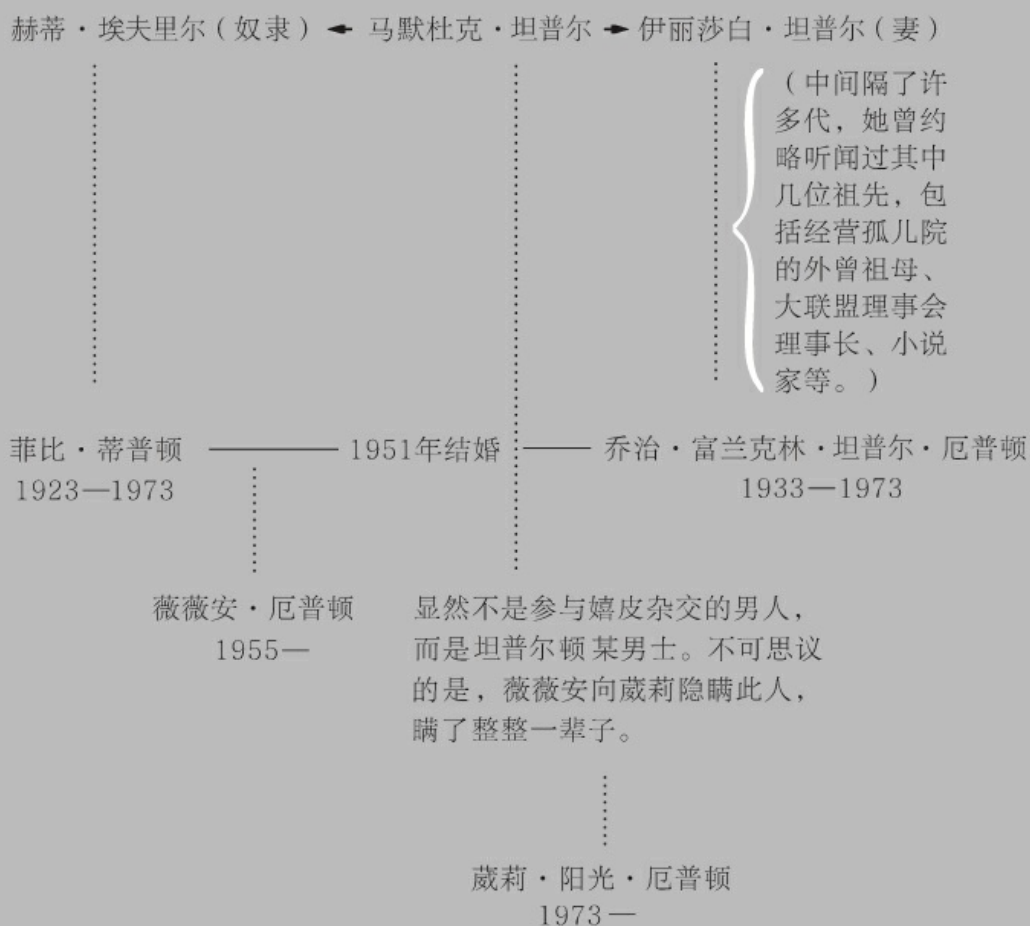 赫蒂·埃夫里尔（奴隶） 马默杜克·坦普尔 伊丽莎白·坦普尔（妻）
（中间隔了许
多代，她曾约
略听闻过其中
几位祖先，包
括经营孤儿院
的外曾祖母、
大联盟理事会
理事长、小说
家等。）
菲比·蒂普顿 1951年结婚 乔治·富兰克林·坦普尔·厄普顿
1923—1973 1933—1973
薇薇安·厄普顿
1955—
显然不是参与嬉皮杂交的男人，
而是坦普尔顿某男士。不可思议
的是，薇薇安向葳莉隐瞒此人，
瞒了整整一辈子。
葳莉·阳光·厄普顿
1973—